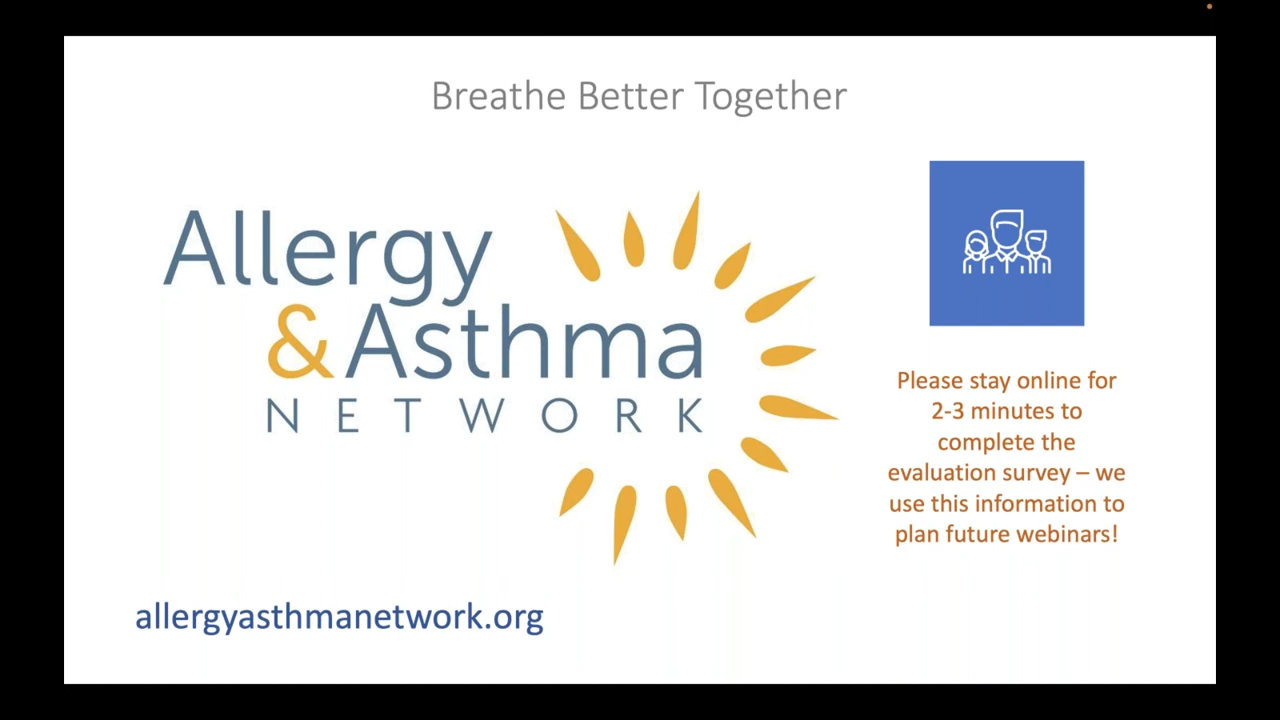 Breathe Better Together
Allergy
&Asthma
NETWORK
Please stay online for
2-3 minutes to
complete the
evaluation survey – we
use this information to
plan future webinars!
allergyasthmanetwork.org